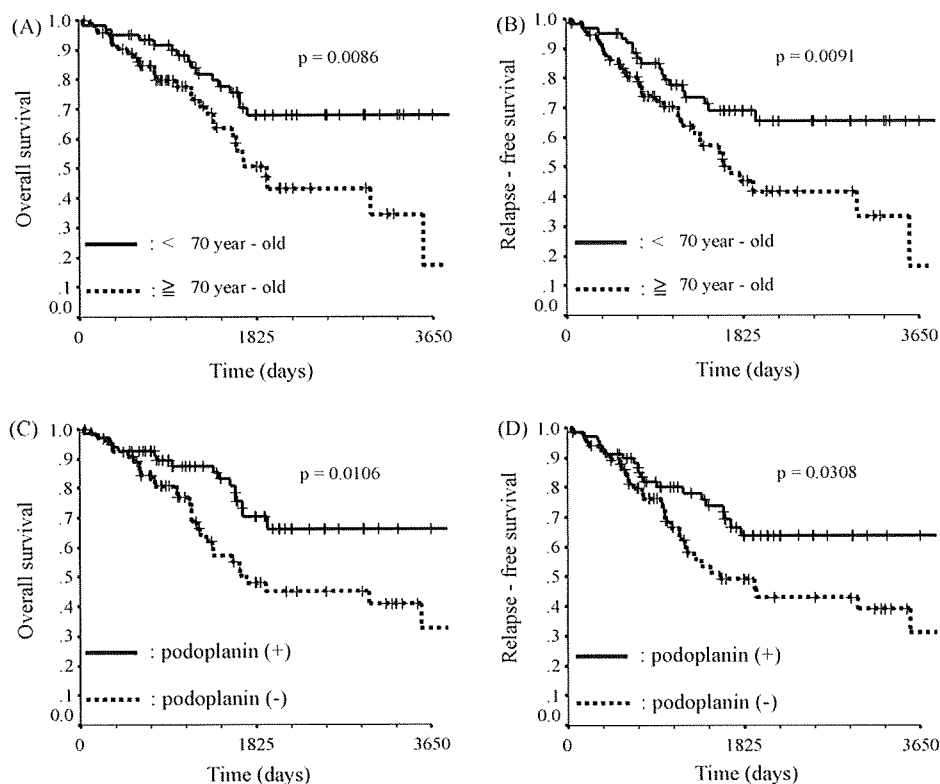 (A)
1.0
.9
.8
.7
.6
.5
.4
.3
.2
.1
0.0
Overall survival
p = 0.0086
: < 70 year - old
: ≧ 70 year - old
0 1825 3650
Time (days)
(B)
1.0
.9
.8
.7
.6
.5
.4
.3
.2
.1
0.0
Relapse - free survival
p = 0.0091
: < 70 year - old
: ≧ 70 year - old
0 1825 3650
Time (days)
(C)
1.0
.9
.8
.7
.6
.5
.4
.3
.2
.1
0.0
Overall survival
p = 0.0106
: podoplanin (+)
: podoplanin (-)
0 1825 3650
Time (days)
(D)
1.0
.9
.8
.7
.6
.5
.4
.3
.2
.1
0.0
Relapse - free survival
p = 0.0308
: podoplanin (+)
: podoplanin (-)
0 1825 3650
Time (days)